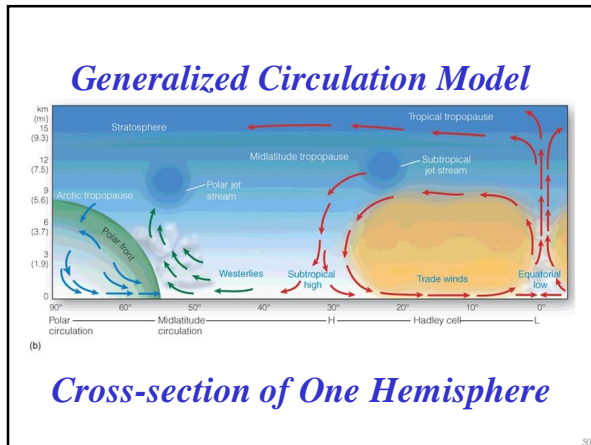 Generalized Circulation Model
km
(mi)
15
(9.3)
12
(7.5)
9
(5.6)
6
(3.7)
3
(1.9)
0
Stratosphere
Tropical tropopause
Midlatitude tropopause
Subtropical
jet stream
Polar jet
stream
Arctic tropopause
Polar front
Westerlies
Subtropical
high
Trade winds
Equatorial
low
90° 60° 50° 40° 30° 20° 10° 0°
Polar
circulation
Midlatitude
circulation
H
Hadley cell
L
(b)
Cross-section of One Hemisphere
50